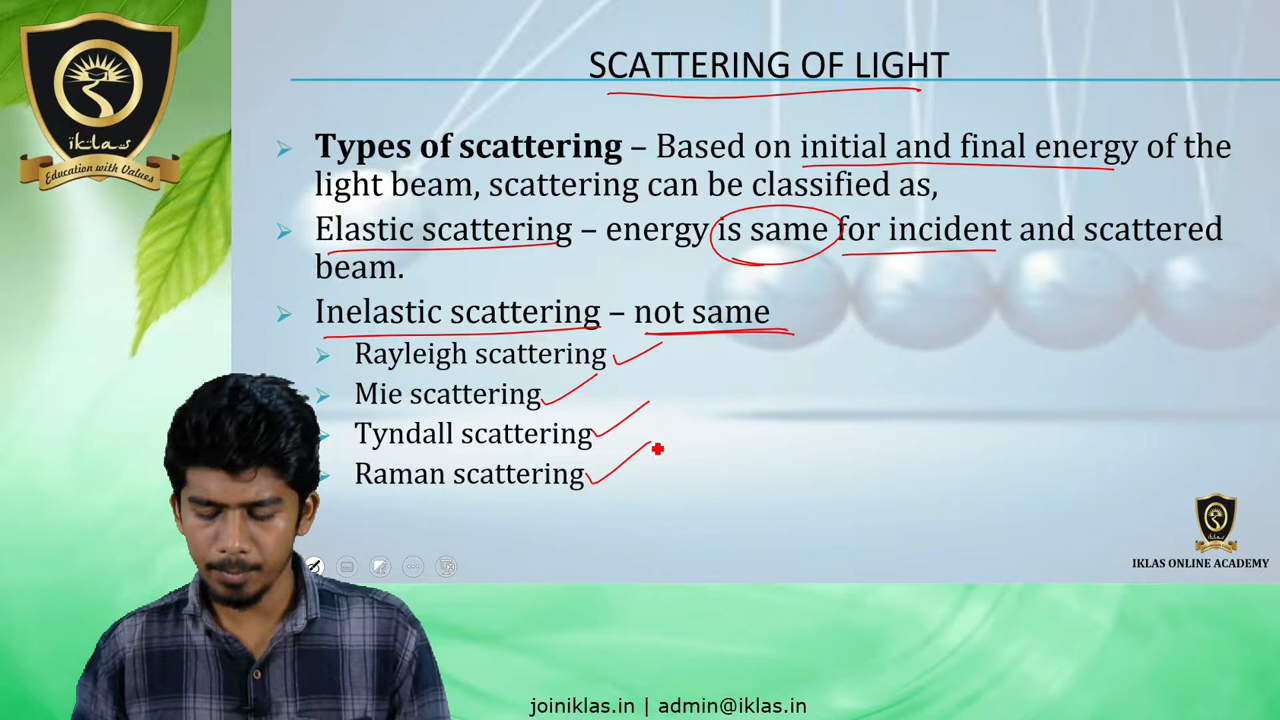 SCATTERING OF LIGHT
Types of scattering – Based on initial and final energy of the
light beam, scattering can be classified as,
Elastic scattering – energy is same for incident and scattered
beam.
Inelastic scattering – not same
Rayleigh scattering
Mie scattering
Tyndall scattering
Raman scattering
iklas
Education with Values
IKLAS ONLINE ACADEMY
joiniklas.in | admin@iklas.in